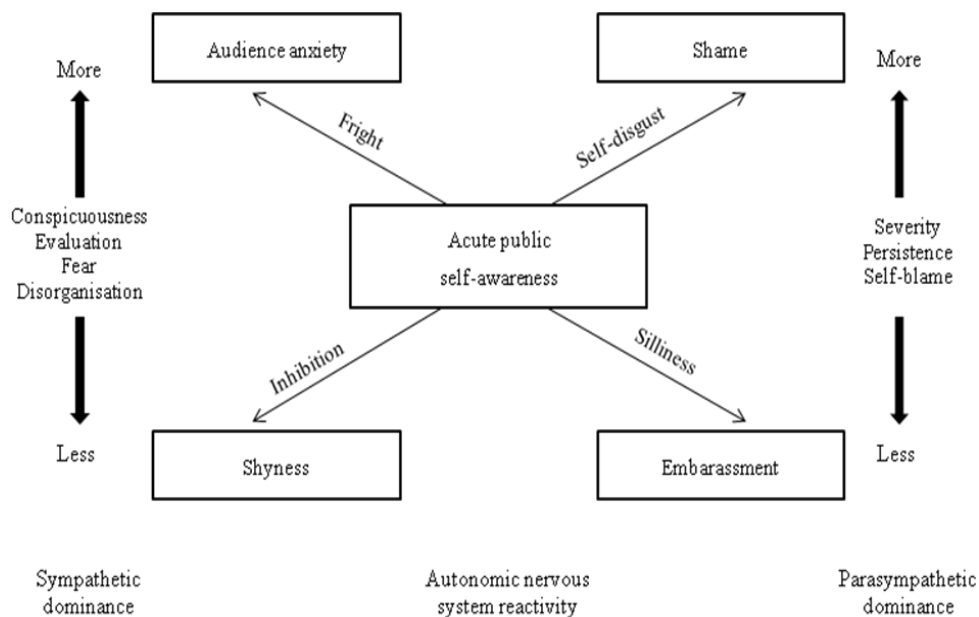 Audience anxiety
Shame
More
More
Fright
Self-disgust
Conspicuousness
Evaluation
Fear
Disorganisation
Acute public
self-awareness
Severity
Persistence
Self-blame
Inhibition
Silliness
Less
Shyness
Embarassment
Less
Sympathetic
dominance
Autonomic nervous
system reactivity
Parasympathetic
dominance